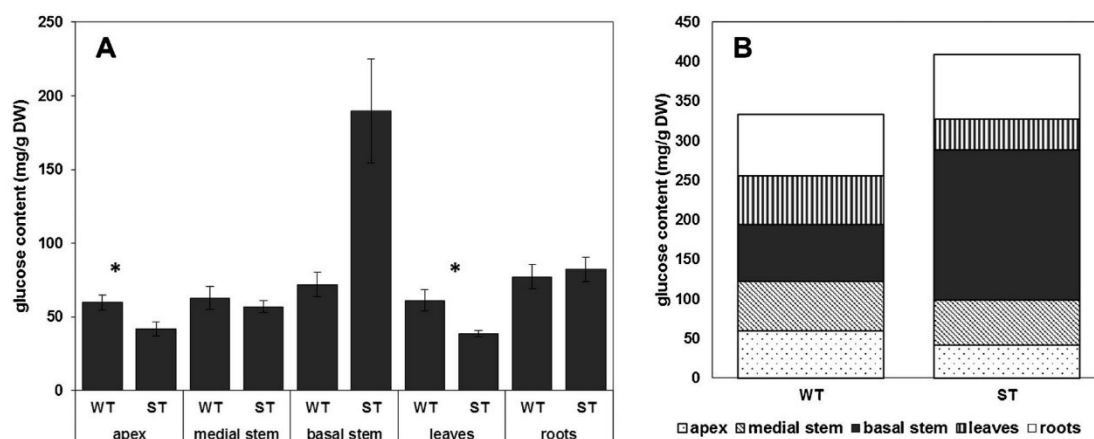 A
glucose content (mg/g DW)
250
200
150
100
50
0
*
*
WT ST WT ST WT ST WT ST WT ST
apex medial stem basal stem leaves roots
B
glucose content (mg/g DW)
450
400
350
300
250
200
150
100
50
0
WT ST
apex medial stem basal stem leaves roots